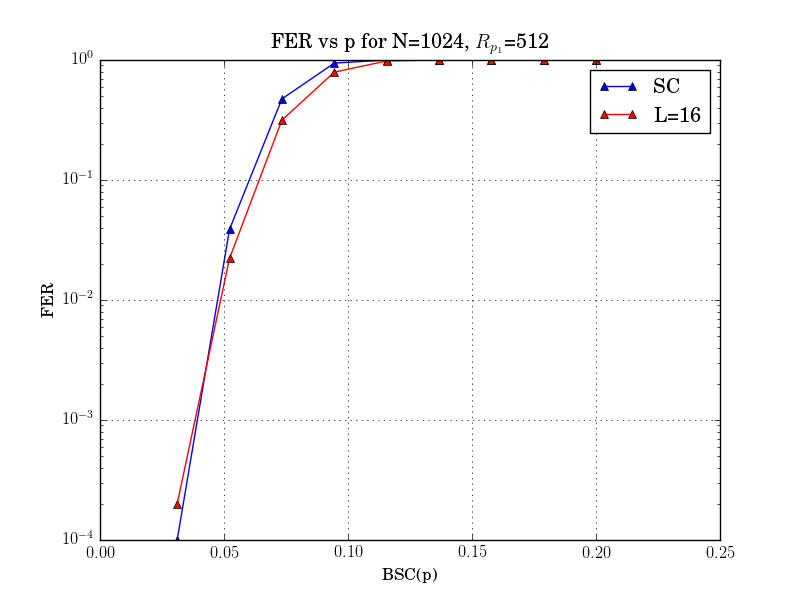 FER vs p for N=1024, $R_{p_1}$=512
SC
L=16
10^0
10^{-1}
10^{-2}
10^{-3}
10^{-4}
FER
0.00 0.05 0.10 0.15 0.20 0.25
BSC(p)